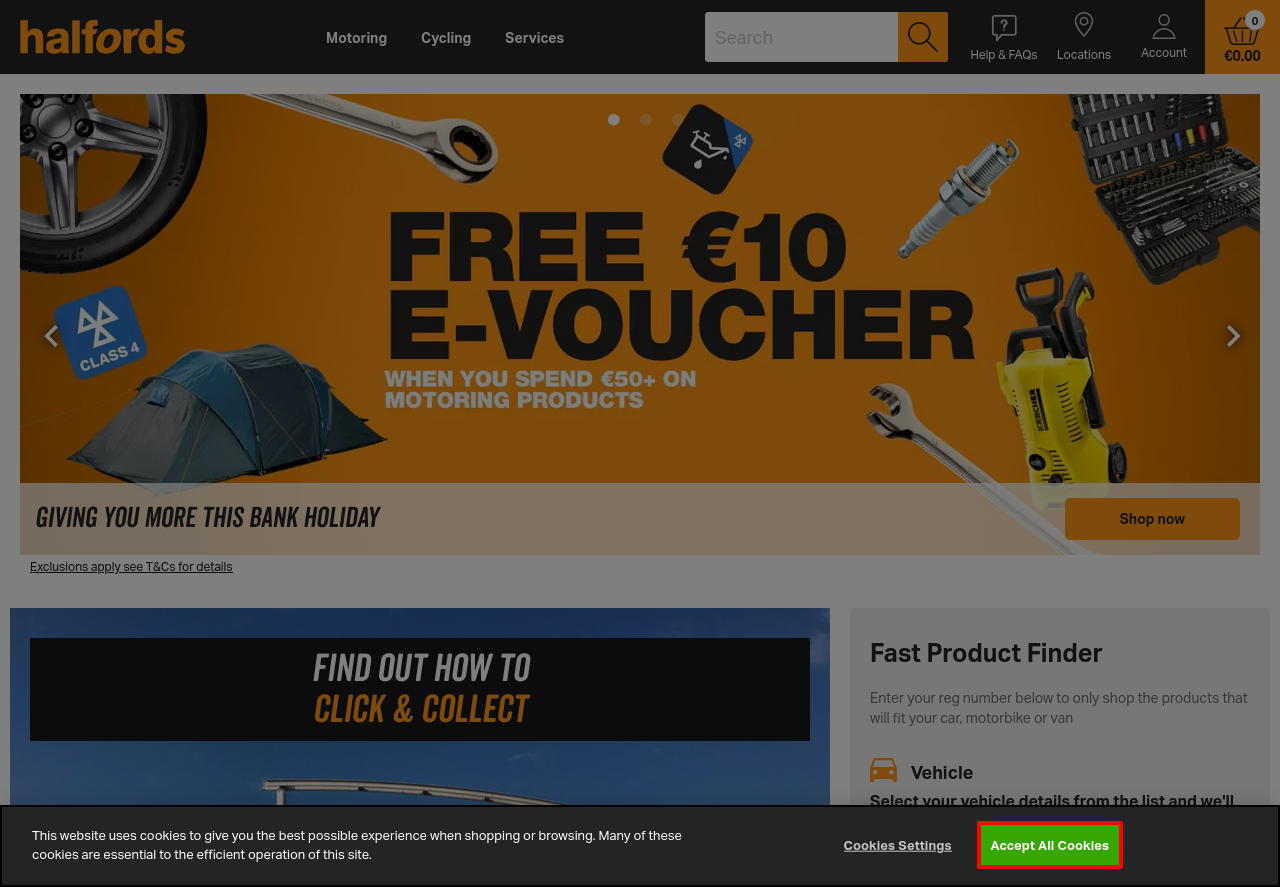 halfords
Motoring
Cycling
Services
Search
Help & FAQs
Locations
Account
0
€0.00
FREE €10
E-VOUCHER
WHEN YOU SPEND €50+ ON
MOTORING PRODUCTS
CLASS 4
KARCHER
GIVING YOU MORE THIS BANK HOLIDAY
Shop now
Exclusions apply see T&Cs for details
FIND OUT HOW TO
CLICK & COLLECT
Fast Product Finder
Enter your reg number below to only shop the products that
will fit your car, motorbike or van
Vehicle
Select your vehicle details from the list and we'll
This website uses cookies to give you the best possible experience when shopping or browsing. Many of these
cookies are essential to the efficient operation of this site.
Cookies Settings
Accept All Cookies